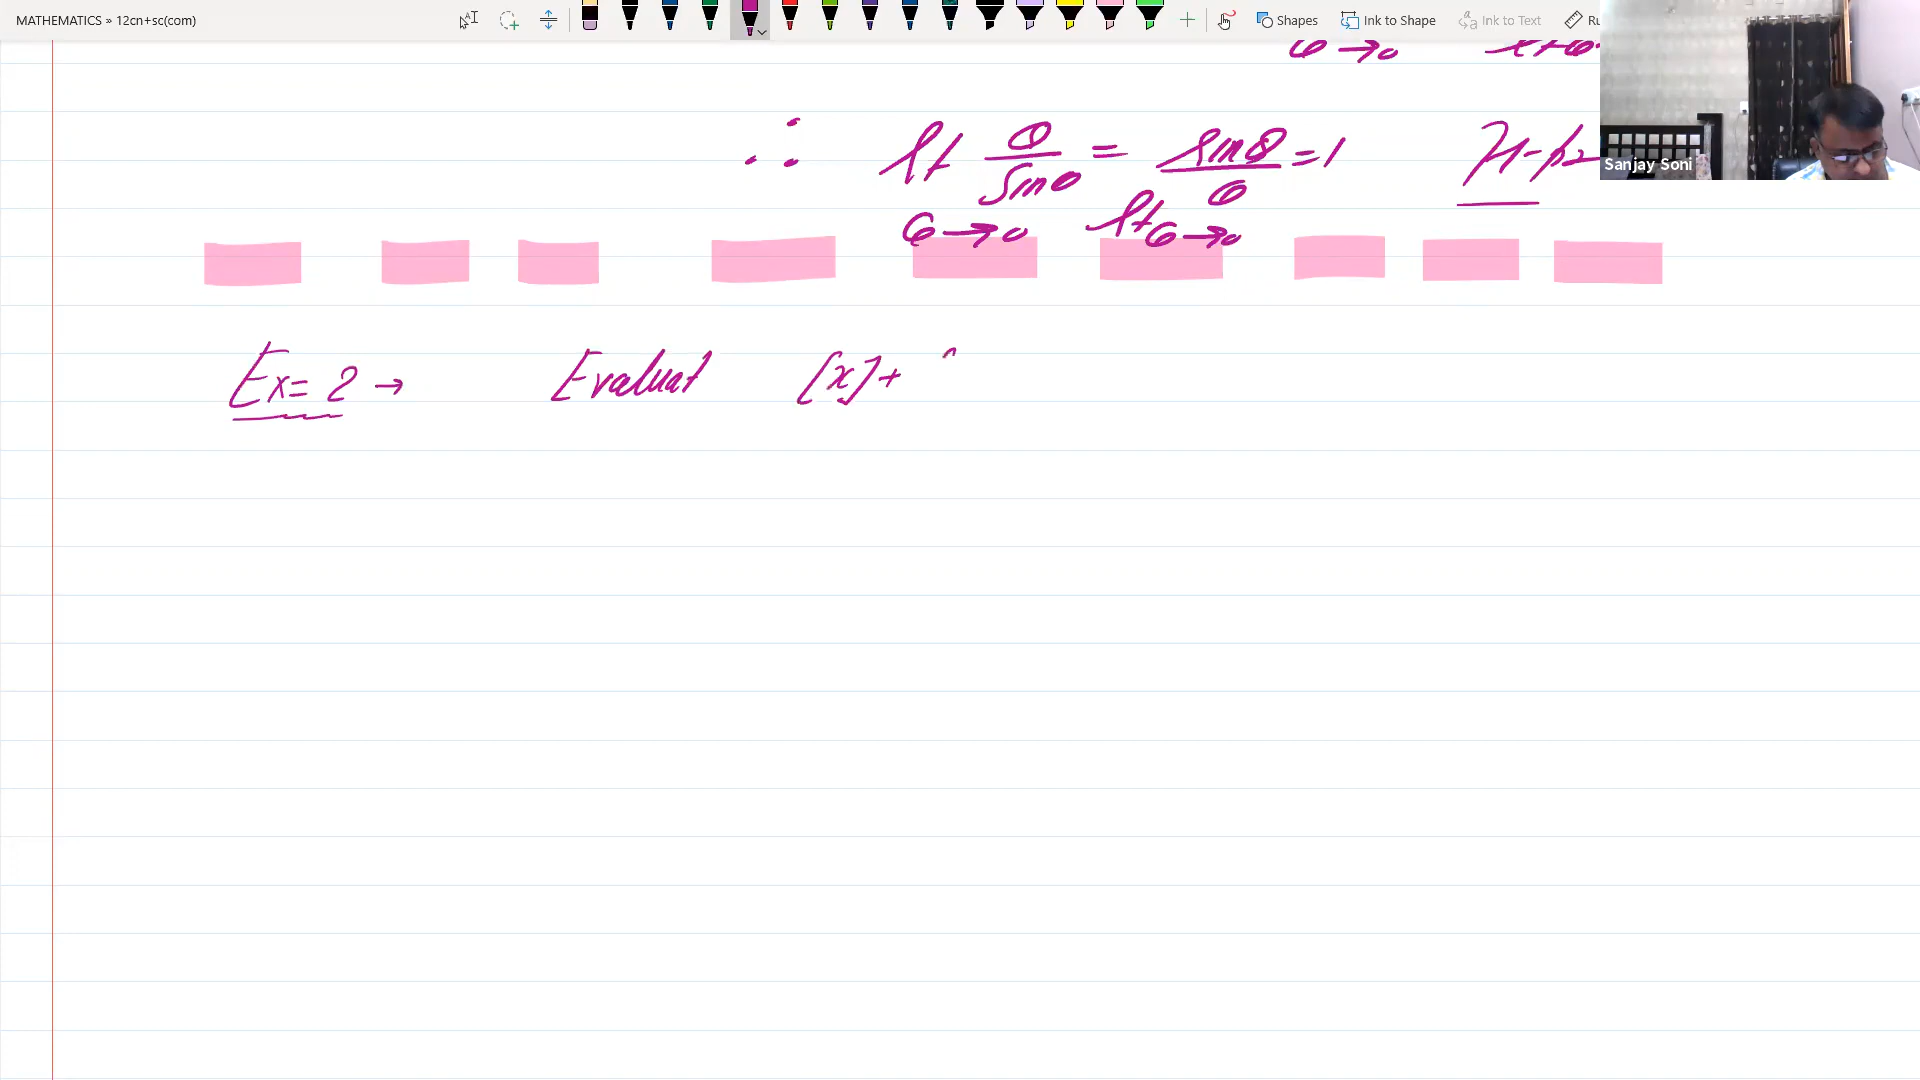 MATHEMATICS » 12cn+sc(com)
Shapes
Ink to Shape
Ink to Text
θ→0
∴ lt θ/sinθ = sinθ/θ = 1
θ→0 lt θ→0
Sanjay Soni
Ex= 2 → Evaluat [x]+